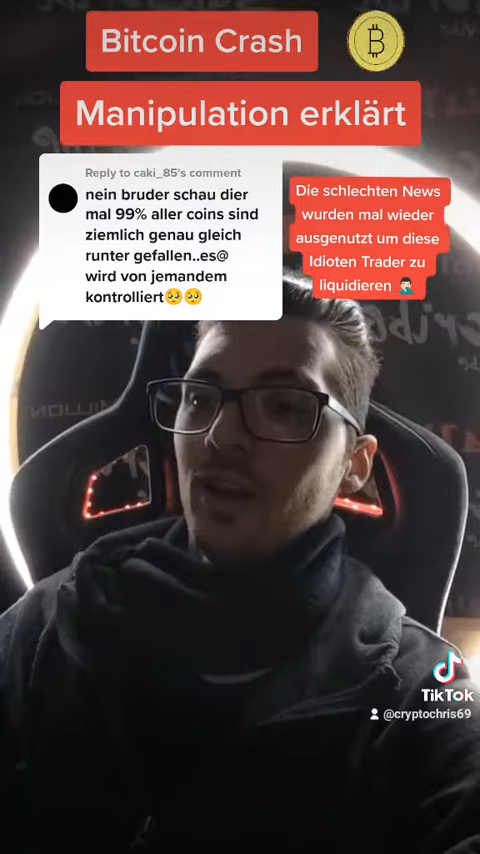 Bitcoin Crash
Manipulation erklärt
Reply to caki_85's comment
nein bruder schau dier
mal 99% aller coins sind
ziemlich genau gleich
runter gefallen..es@
wird von jemandem
kontrolliert🥺🥺
Die schlechten News
wurden mal wieder
ausgenutzt um diese
Idioten Trader zu
liquidieren 🤦🏻‍♂️
TikTok
@cryptochris69